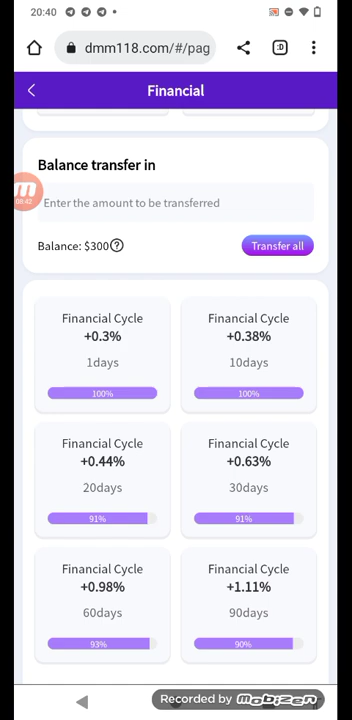 20:40
dmm118.com/#/pag
:D
Financial
Balance transfer in
Enter the amount to be transferred
08:42
Balance: $300?
Transfer all
Financial Cycle
+0.3%
1days
100%
Financial Cycle
+0.38%
10days
100%
Financial Cycle
+0.44%
20days
91%
Financial Cycle
+0.63%
30days
91%
Financial Cycle
+0.98%
60days
93%
Financial Cycle
+1.11%
90days
90%
Recorded by mobizen